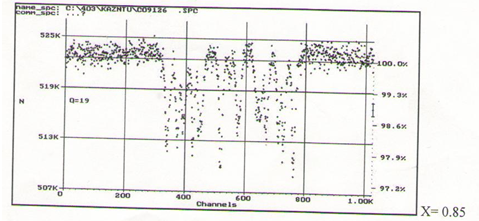 name_spc: C:\403\KAZNTU\CO9126 .SPC
comm_spc: ...?
525K
100.0%
519K
99.3%
N
Q=19
98.6%
513K
97.9%
507K
97.2%
0
200
400
600
800
1.00K
Channels
X= 0.85